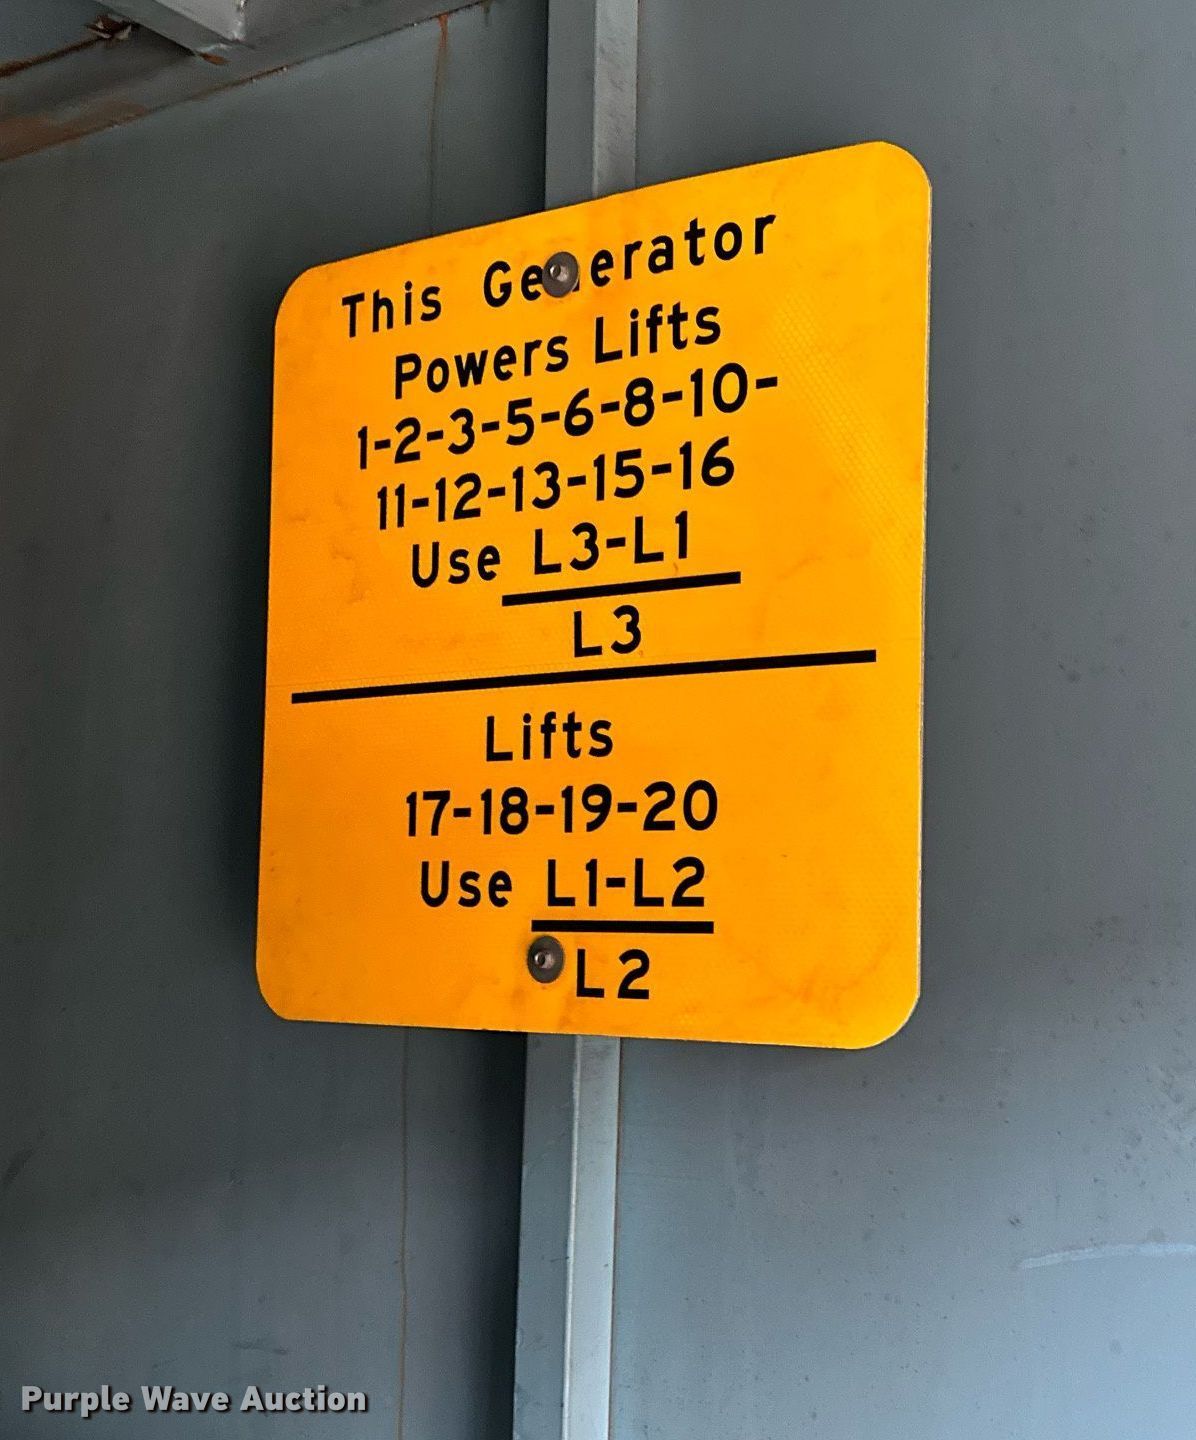 This Generator
Powers Lifts
1-2-3-5-6-8-10-
11-12-13-15-16
Use L3-L1
L3
Lifts
17-18-19-20
Use L1-L2
L2
Purple Wave Auction